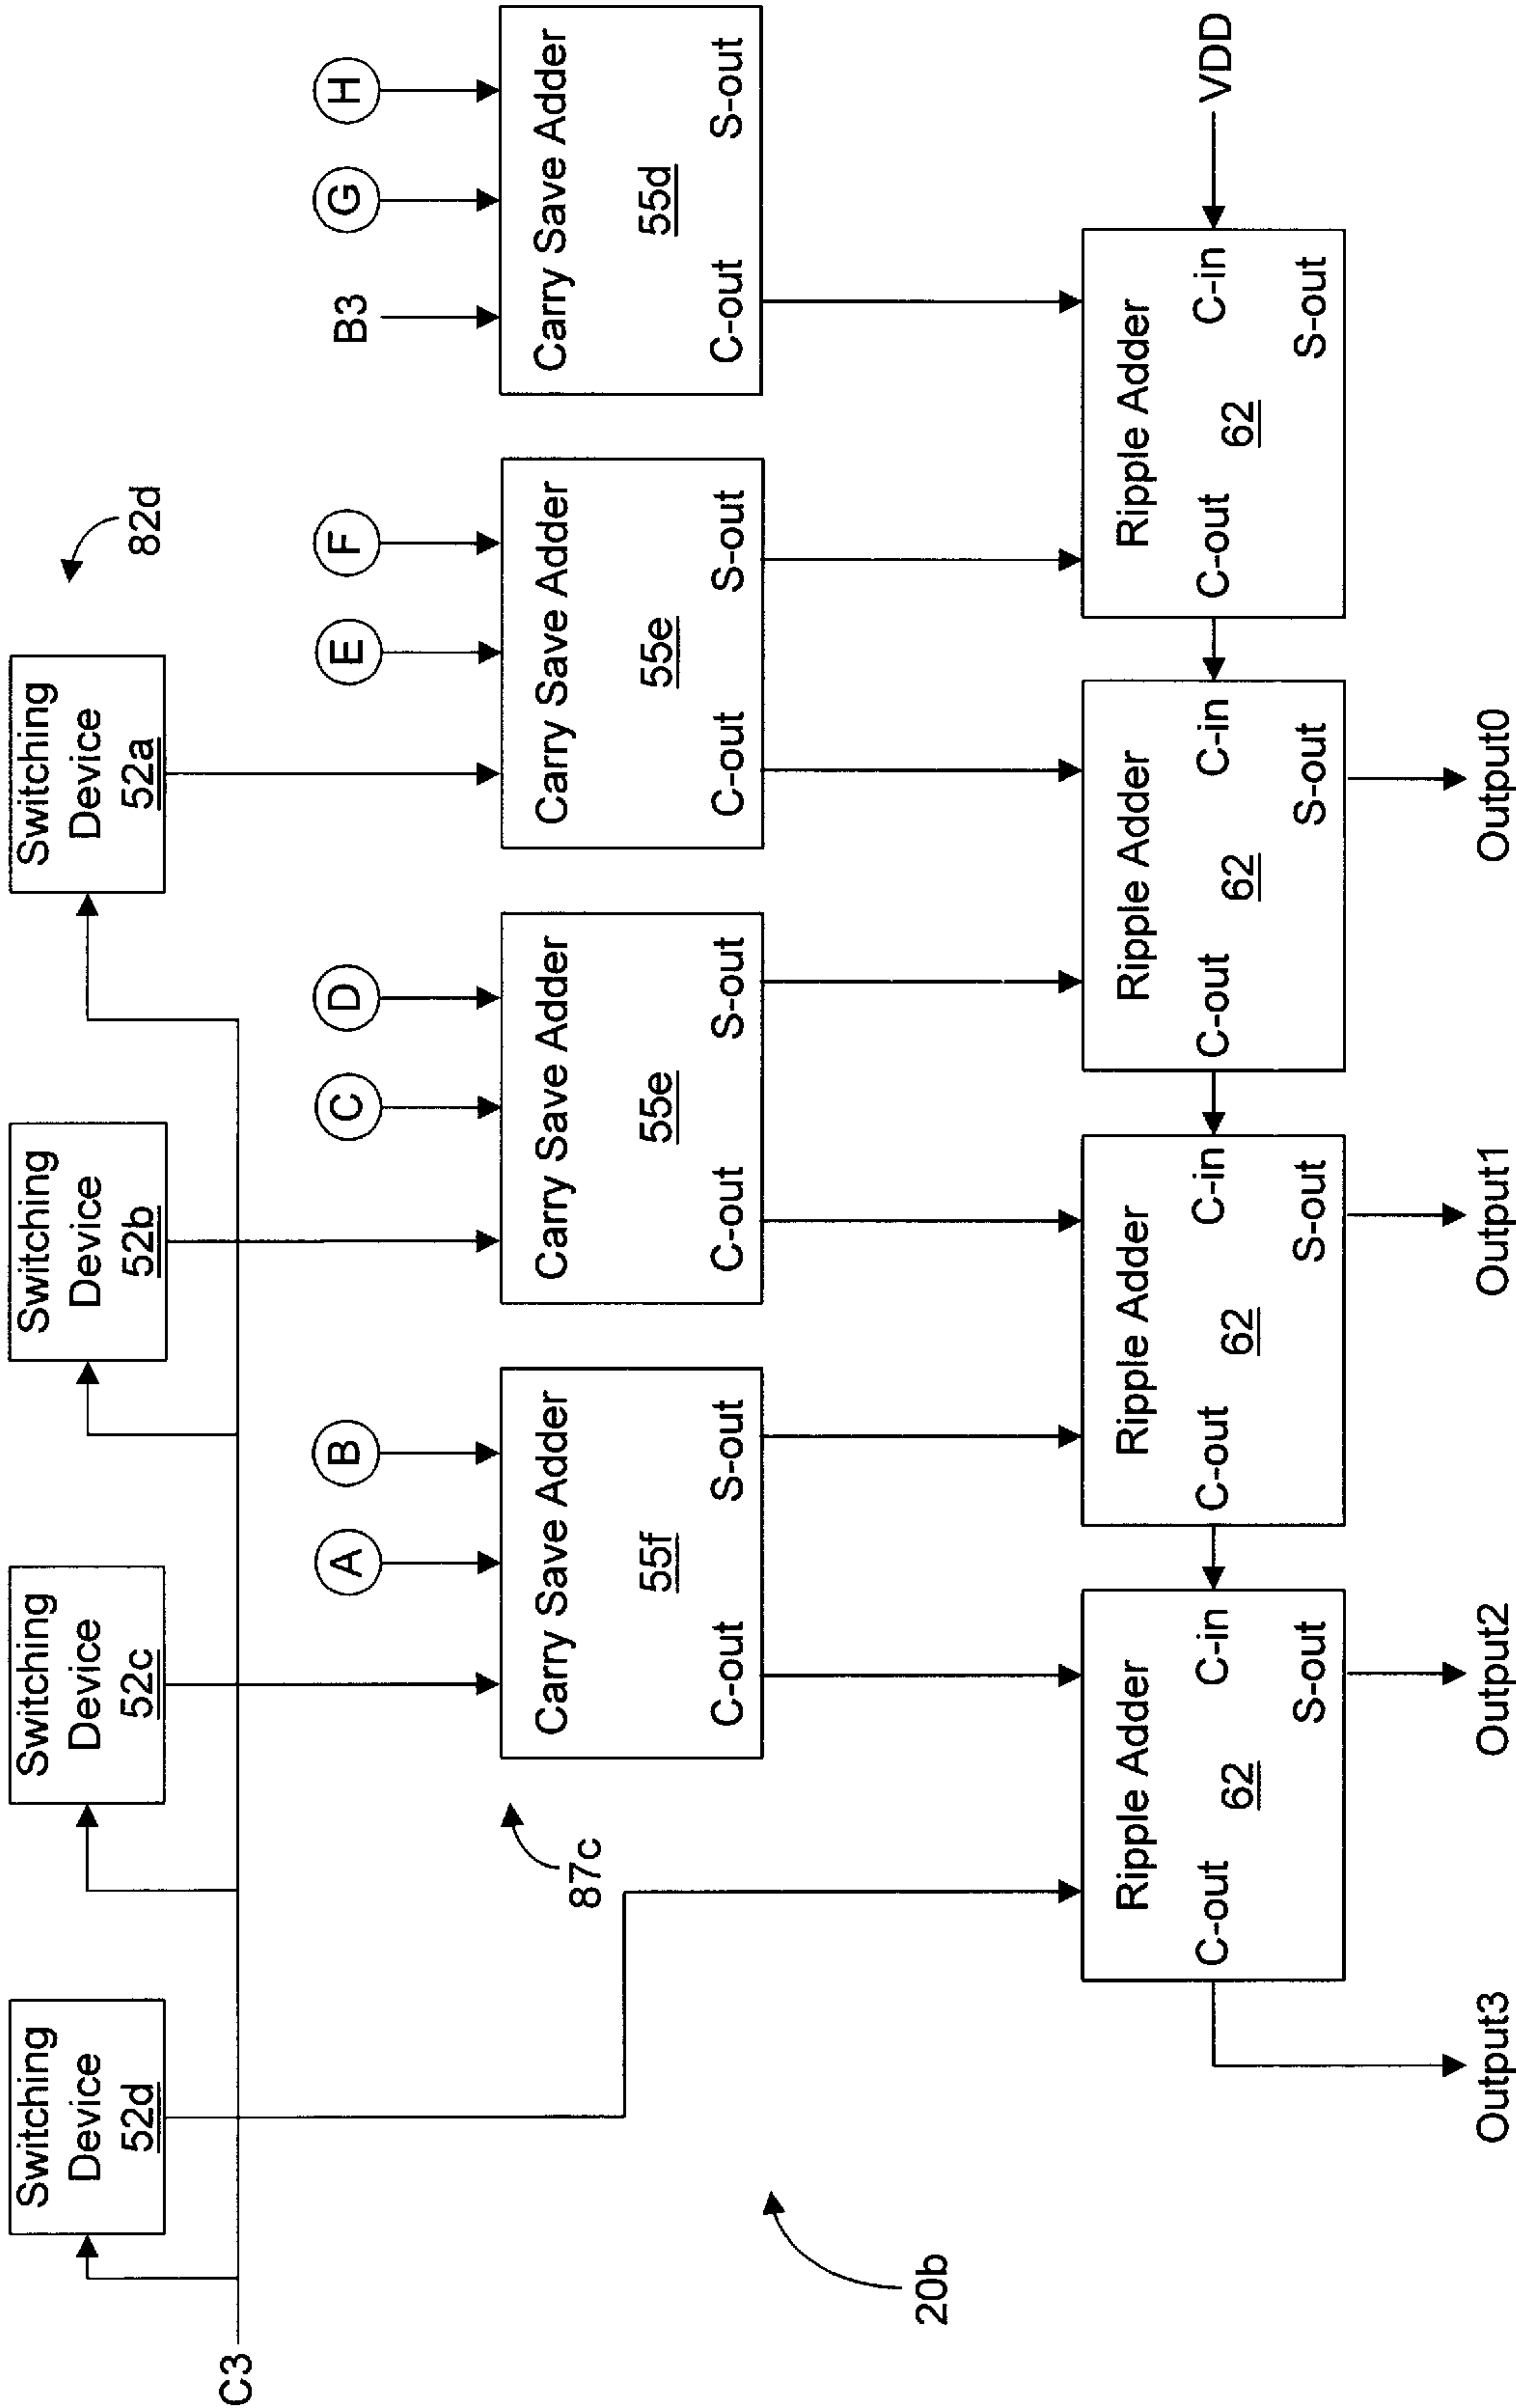 82d
Switching
Device
52d
Switching
Device
52c
Switching
Device
52b
Switching
Device
52a
C3
A
B
C
D
E
F
B3
G
H
Carry Save Adder
55f
C-out
S-out
Carry Save Adder
55e
C-out
S-out
Carry Save Adder
55e
C-out
S-out
Carry Save Adder
55d
C-out
S-out
87c
20b
Ripple Adder
C-out
C-in
62
S-out
Ripple Adder
C-out
C-in
62
S-out
Ripple Adder
C-out
C-in
62
S-out
Ripple Adder
C-out
C-in
62
S-out
VDD
Output3
Output2
Output1
Output0